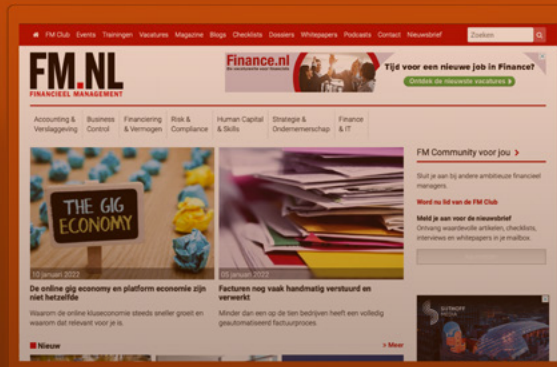 FM Club Events Trainingen Vacatures Magazine Blogs Checklists Dossiers Whitepapers Podcasts Contact Nieuwsbrief Zoeken
FM.NL
FINANCIEEL MANAGEMENT
Finance.nl
Tijd voor een nieuwe job in Finance?
Ontdek de nieuwste vacatures
Accounting & Verslaggeving
Business Control
Financiering & Vermogen
Risk & Compliance
Human Capital & Skills
Strategie & Ondernemerschap
Finance & IT
THE GIG
ECONOMY
10 januari 2022
De online gig economy en platform economie zijn
niet hetzelfde
Waarom de online kluseconomie steeds sneller groeit en
waarom dat relevant voor je is.
05 januari 2022
Facturen nog vaak handmatig verstuurd en
verwerkt
Minder dan een op de tien bedrijven heeft een volledig
geautomatiseerd factuurproces.
FM Community voor jou >
Sluit je aan bij andere ambitieuze financieel
managers.
Word nu lid van de FM Club
Meld je aan voor de nieuwsbrief
Ontvang waardevolle artikelen, checklists,
interviews en whitepapers in je mailbox.
Nieuw
> Meer
MEDIA